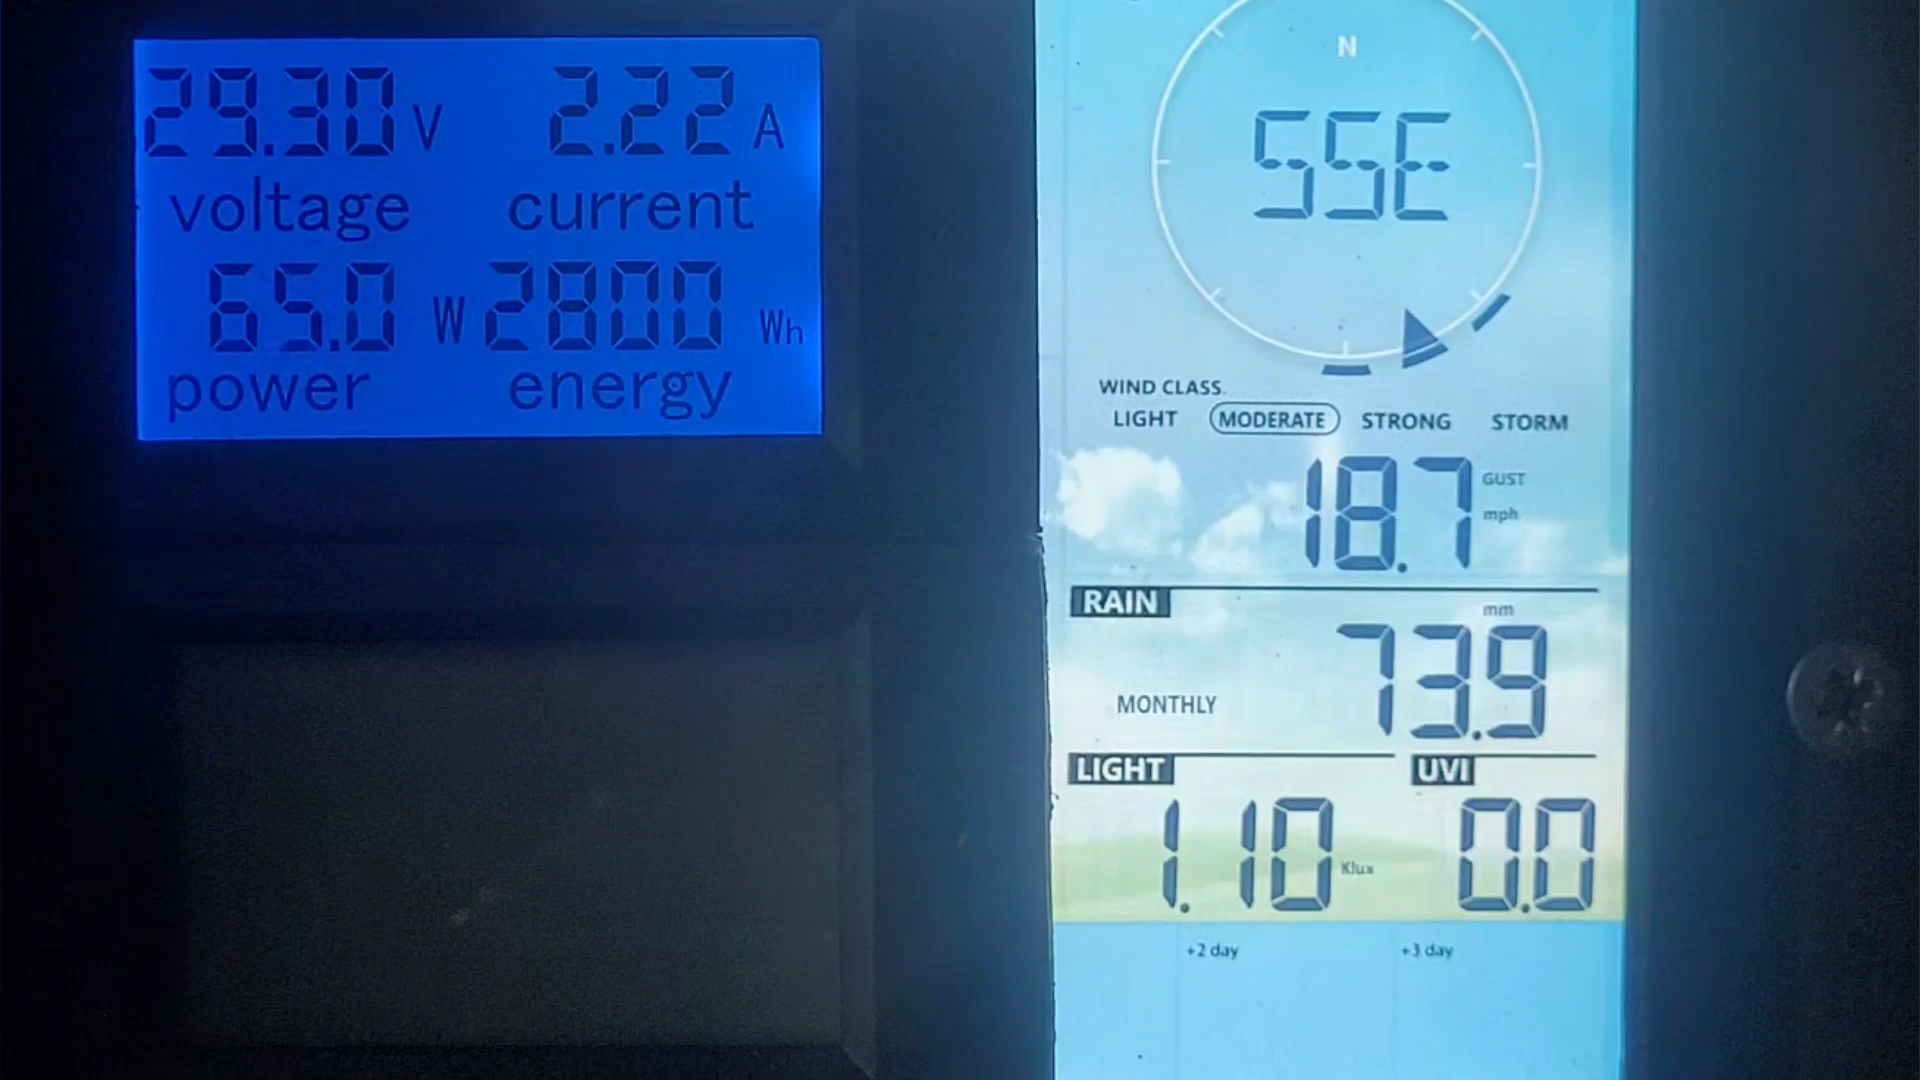 29.30 V 2.22 A
voltage current
65.0 W 2800 Wh
power energy
N
SSE
WIND CLASS.
LIGHT MODERATE STRONG STORM
18.7 GUST mph
RAIN
mm
MONTHLY 73.9
LIGHT UVI
1.10 Klux 0.0
+2 day +3 day